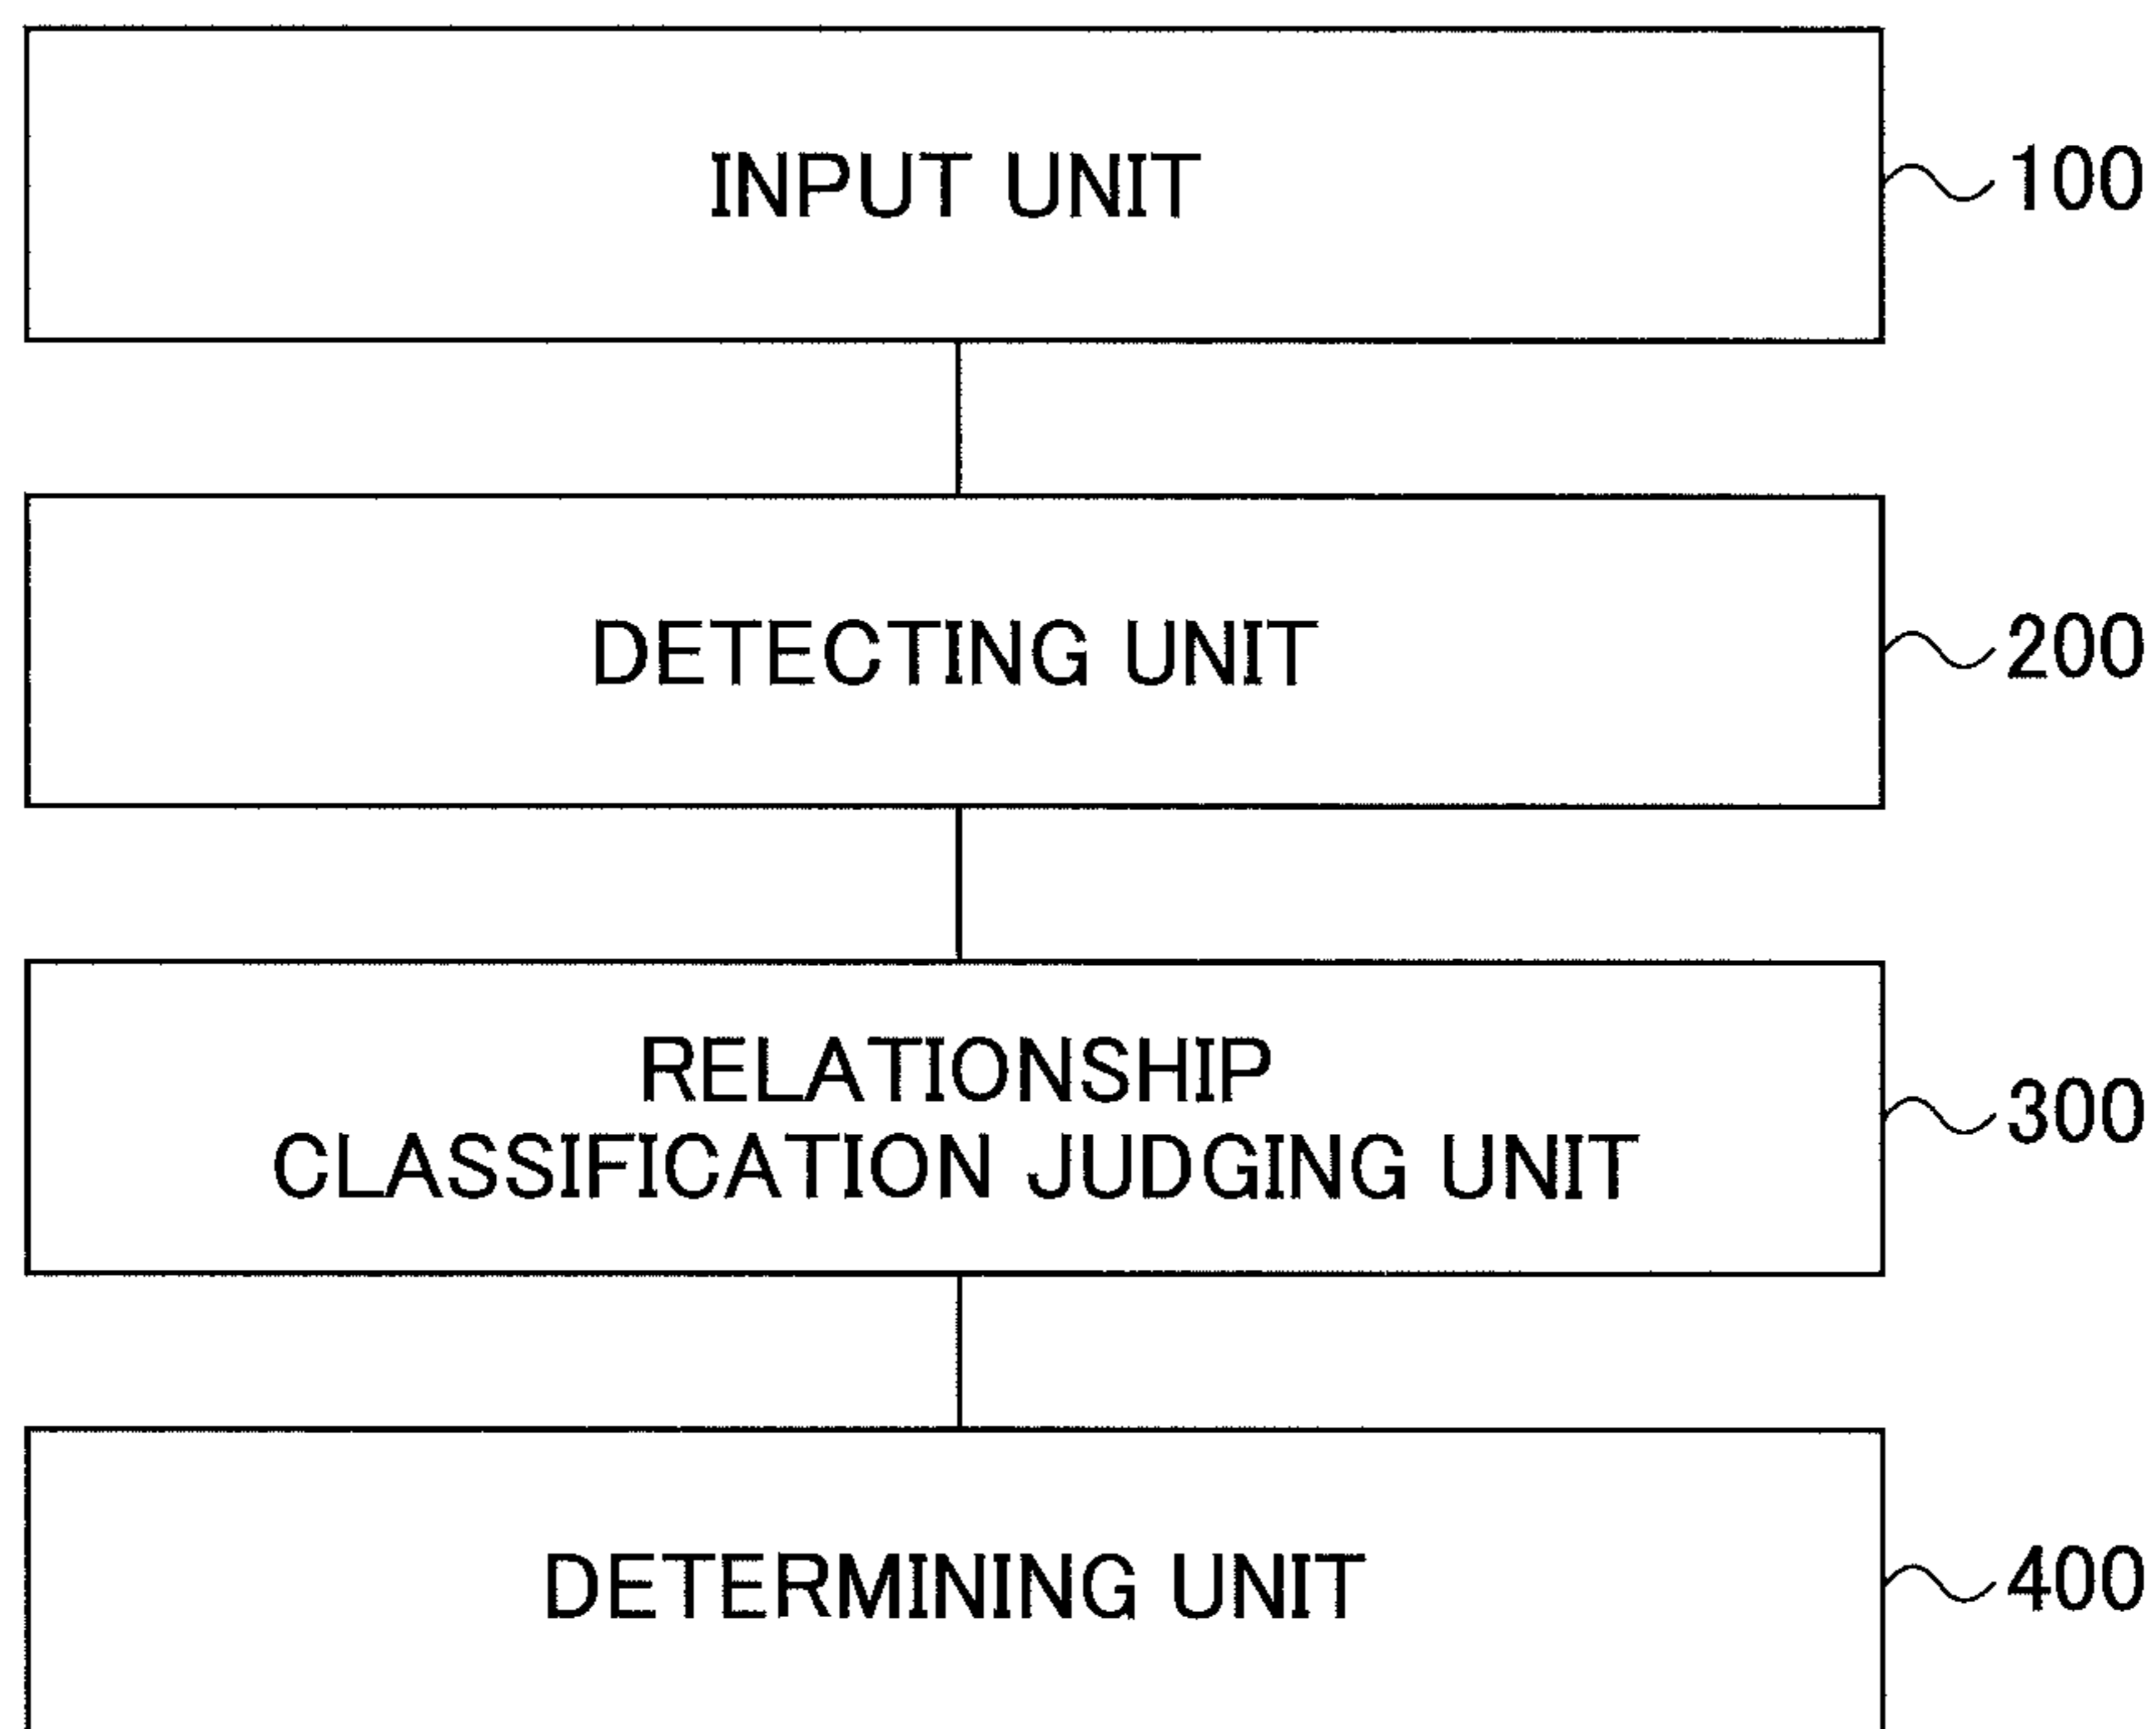 INPUT UNIT
100
DETECTING UNIT
200
RELATIONSHIP
CLASSIFICATION JUDGING UNIT
300
DETERMINING UNIT
400